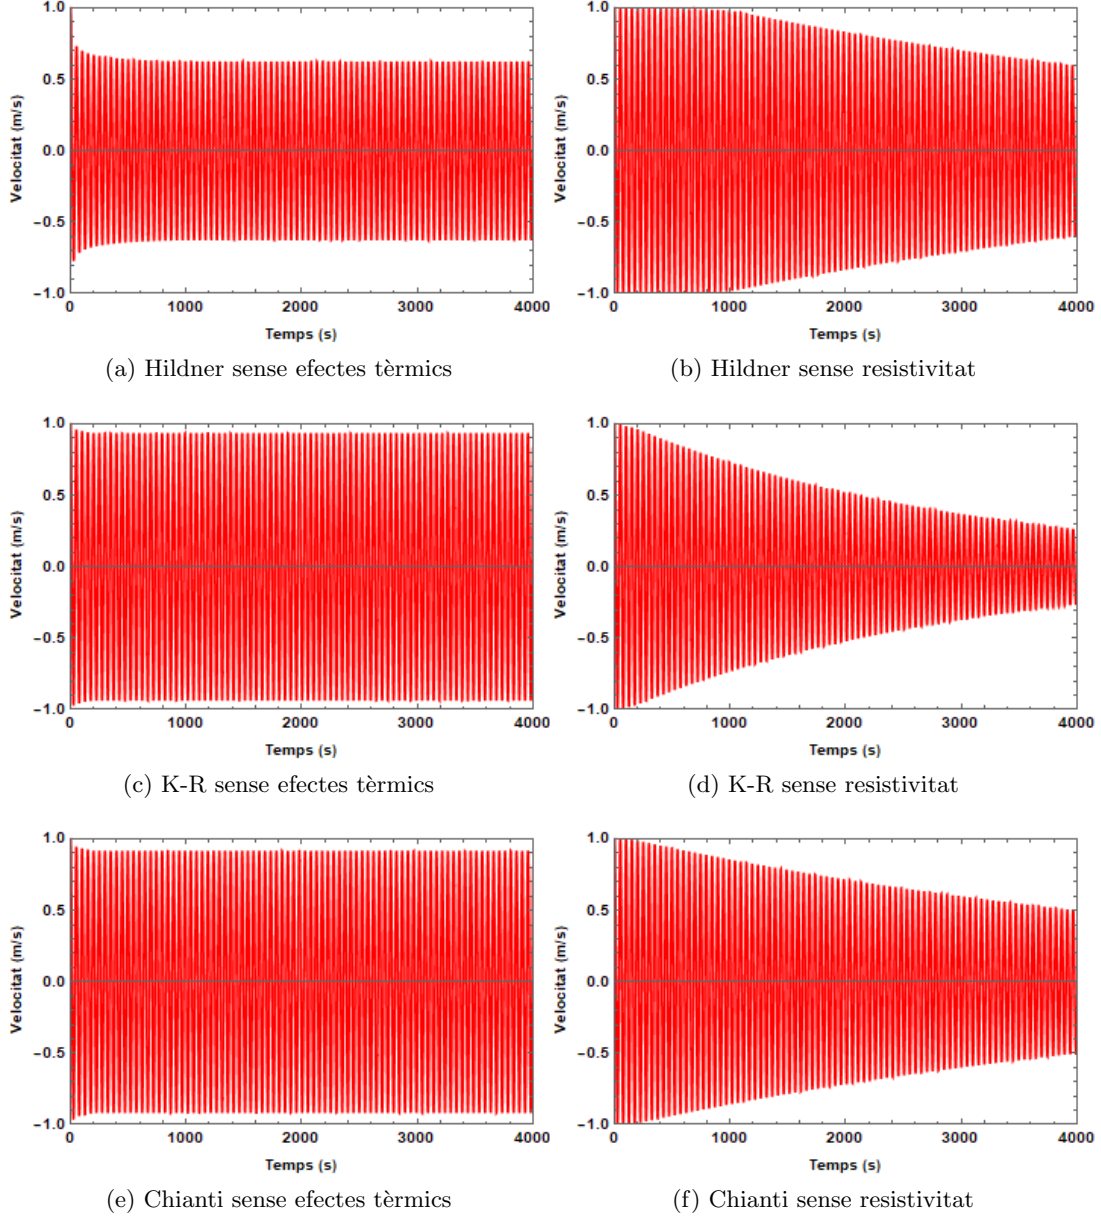 1.0
0.5
0.0
−0.5
−1.0
Velocitat (m/s)
0 1000 2000 3000 4000
Temps (s)
(a) Hildner sense efectes tèrmics
1.0
0.5
0.0
−0.5
−1.0
Velocitat (m/s)
0 1000 2000 3000 4000
Temps (s)
(b) Hildner sense resistivitat
1.0
0.5
0.0
−0.5
−1.0
Velocitat (m/s)
0 1000 2000 3000 4000
Temps (s)
(c) K-R sense efectes tèrmics
1.0
0.5
0.0
−0.5
−1.0
Velocitat (m/s)
0 1000 2000 3000 4000
Temps (s)
(d) K-R sense resistivitat
1.0
0.5
0.0
−0.5
−1.0
Velocitat (m/s)
0 1000 2000 3000 4000
Temps (s)
(e) Chianti sense efectes tèrmics
1.0
0.5
0.0
−0.5
−1.0
Velocitat (m/s)
0 1000 2000 3000 4000
Temps (s)
(f) Chianti sense resistivitat